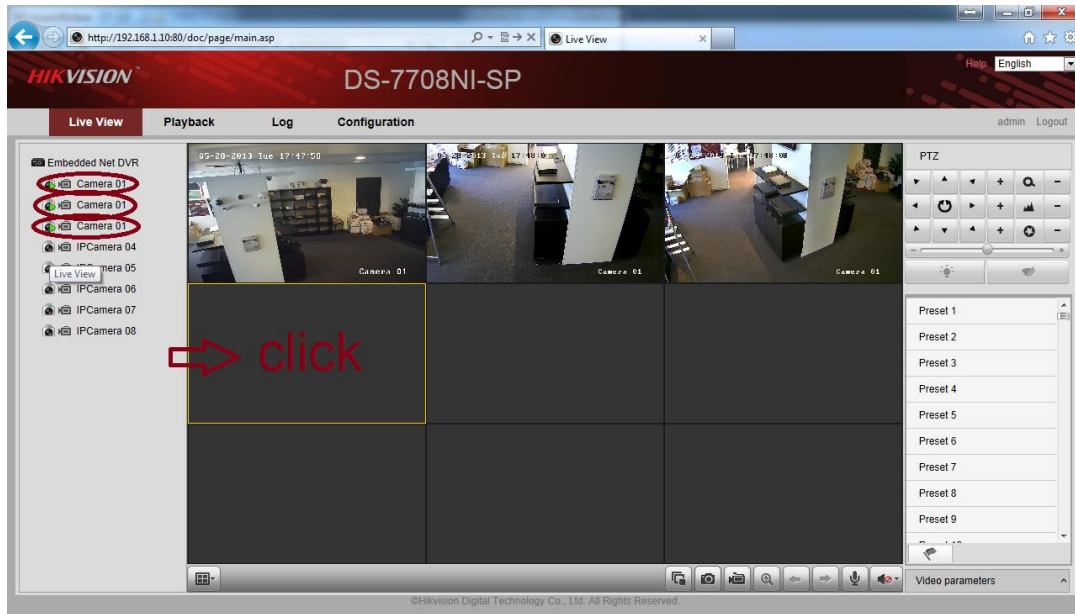 http://192.168.1.10:80/doc/page/main.asp
Live View
HIKVISION
DS-7708NI-SP
Help English
Live View Playback Log Configuration
admin Logout
Embedded Net DVR
Camera 01
Camera 01
Camera 01
IPCamera 04
mera 05
Live View
IPCamera 06
IPCamera 07
IPCamera 08
05-20-2013 Tue 17:47:58
Camera 01
Camera 01
Camera 01
click
PTZ
Preset 1
Preset 2
Preset 3
Preset 4
Preset 5
Preset 6
Preset 7
Preset 8
Preset 9
Video parameters
©Hikvision Digital Technology Co., Ltd. All Rights Reserved.